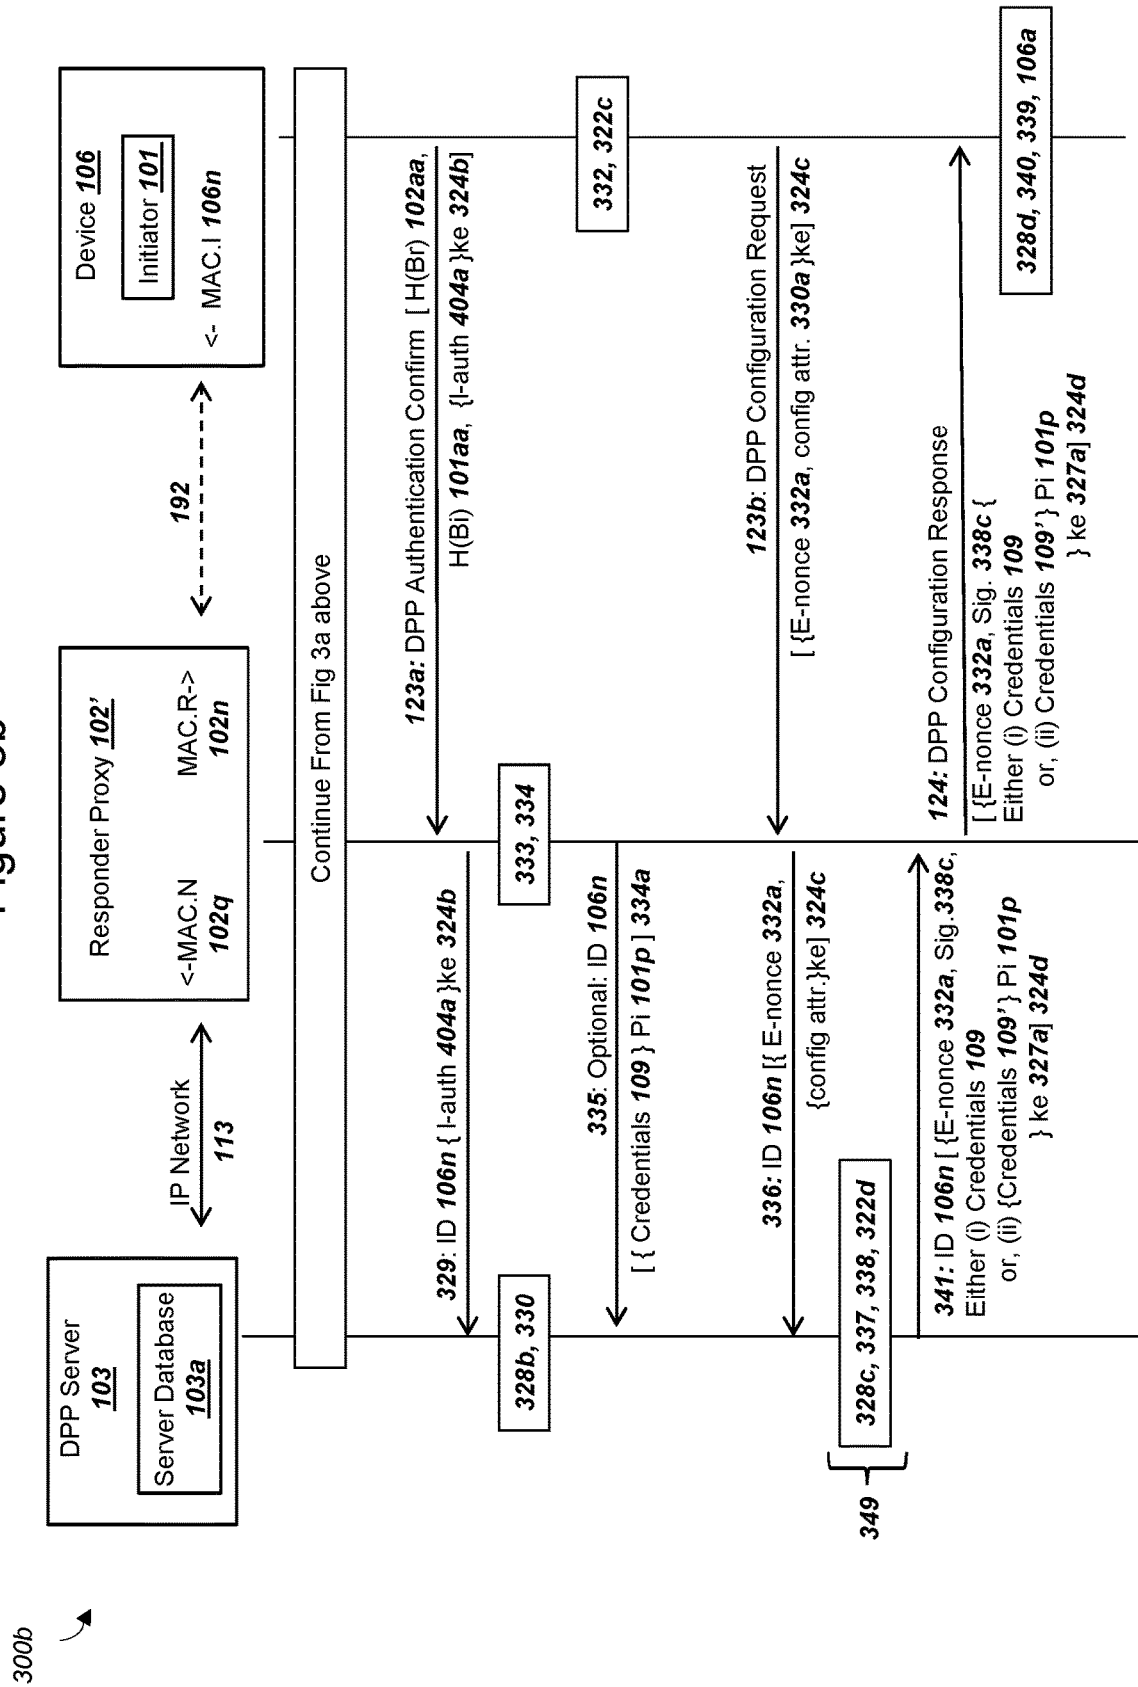 Figure 3b
300b
DPP Server
103
Server Database
103a
IP Network
113
Responder Proxy 102'
<-MAC.N
102q
MAC.R->
102n
192
Device 106
Initiator 101
<- MAC.I 106n
Continue From Fig 3a above
123a: DPP Authentication Confirm [ H(Br) 102aa,
H(Bi) 101aa, {I-auth 404a }ke 324b]
329: ID 106n { I-auth 404a }ke 324b
328b, 330
333, 334
332, 322c
335: Optional: ID 106n
[ { Credentials 109 } Pi 101p ] 334a
123b: DPP Configuration Request
[ {E-nonce 332a, config attr. 330a }ke] 324c
336: ID 106n [{ E-nonce 332a,
{config attr.}ke] 324c
349
328c, 337, 338, 322d
341: ID 106n [ {E-nonce 332a, Sig.338c,
Either (i) Credentials 109
or, (ii) {Credentials 109' } Pi 101p
} ke 327a] 324d
124: DPP Configuration Response
[ {E-nonce 332a, Sig. 338c {
Either (i) Credentials 109
or, (ii) Credentials 109' } Pi 101p
} ke 327a] 324d
328d, 340, 339, 106a